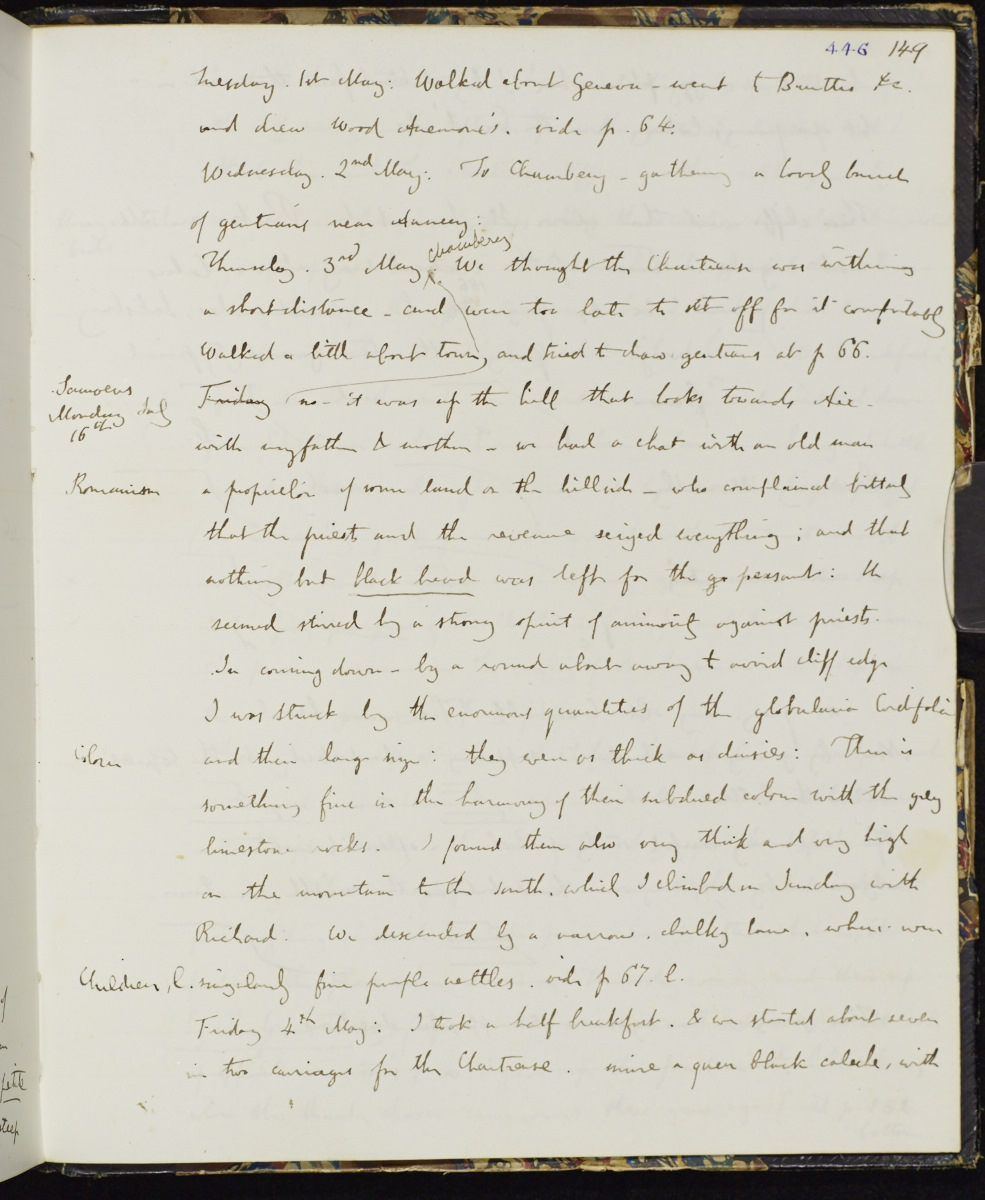 446 149
Tuesday. 1st May: Walked about Geneva - went to Bauttes &c.
and drew Wood Anemone's. vide p. 64.
Wednesday. 2nd May: To Chambery - gathering a lovely bunch
of gentians near Annecy:
Chambery
Thursday. 3rd May: We thought the Chartreuse was within
a short distance - and were too late to set off for it comfortably
Walked a little about town, and tried to draw gentians at p 66.
Samoens
Monday July
16th
Friday no - it was up the hill that looks towards Aix -
with my father & mother - we had a chat with an old man
Romanism
a proprietor of some land on the hillside - who complained bitterly
that the priests and the revenue seized everything; and that
nothing but black bread was left for the peasant: He
seemed stirred by a strong spirit of animosity against priests.
In coming down - by a round about away to avoid cliff edge
I was struck by the enormous quantities of the globularia Cordifolia
Colour
and their large size: they were as thick as daisies: There is
something fine in the harmony of their subdued colour with the grey
limestone rocks. I found them also very thick and very high
on the mountain to the south, which I climbed on Sunday with
Richard. We descended by a narrow, chalky lane, where were
Children, l. singularly fine purple nettles. vide p 67. l.
Friday 4th May: I took a half breakfast. & we started about seven
in two carriages for the Chartreuse. mine a queer black caleche, with